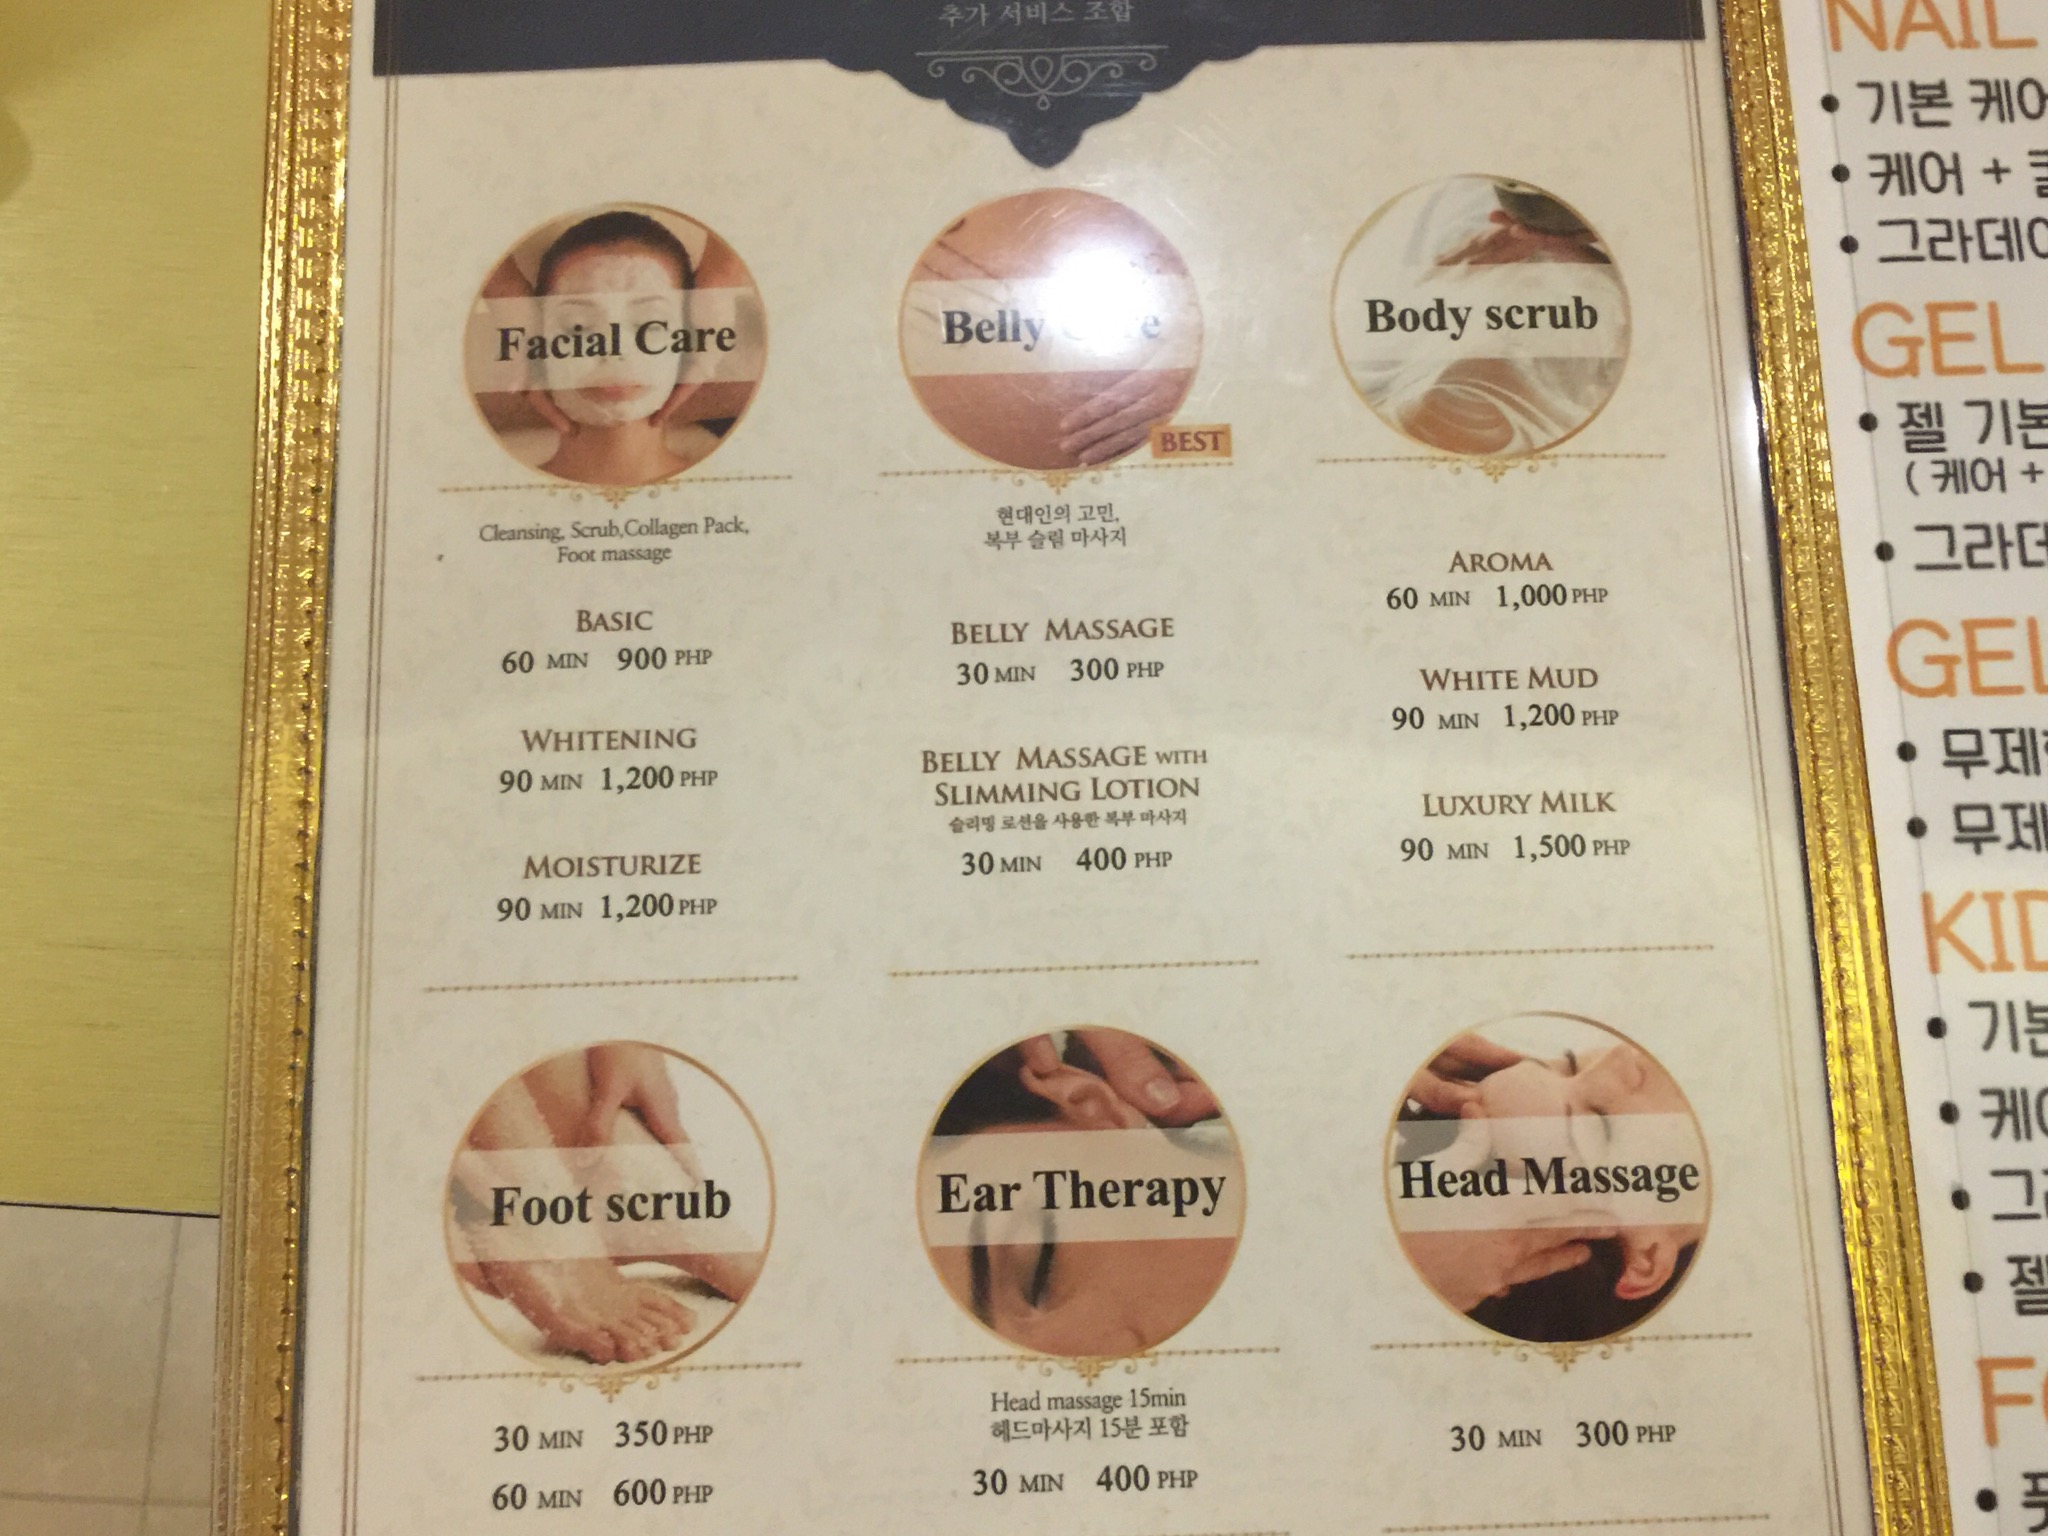 추가 서비스 조합
Facial Care
Cleansing, Scrub,Collagen Pack,
Foot massage
BASIC
60 MIN 900 PHP
WHITENING
90 MIN 1,200 PHP
MOISTURIZE
90 MIN 1,200 PHP
Belly
BEST
현대인의 고민,
복부 슬림 마사지
BELLY MASSAGE
30 MIN 300 PHP
BELLY MASSAGE WITH
SLIMMING LOTION
슬리밍 로션을 사용한 복부 마사지
30 MIN 400 PHP
Body scrub
AROMA
60 MIN 1,000 PHP
WHITE MUD
90 MIN 1,200 PHP
LUXURY MILK
90 MIN 1,500 PHP
Foot scrub
30 MIN 350 PHP
60 MIN 600 PHP
Ear Therapy
Head massage 15min
헤드마사지 15분 포함
30 MIN 400 PHP
Head Massage
30 MIN 300 PHP
NAIL
• 기본 케어
• 케어 +
• 그라데
GEL
• 젤 기본
( 케어 +
• 그라데
GEL
• 무제
• 무제
KID
• 기본
• 케어
• 그라
• 젤